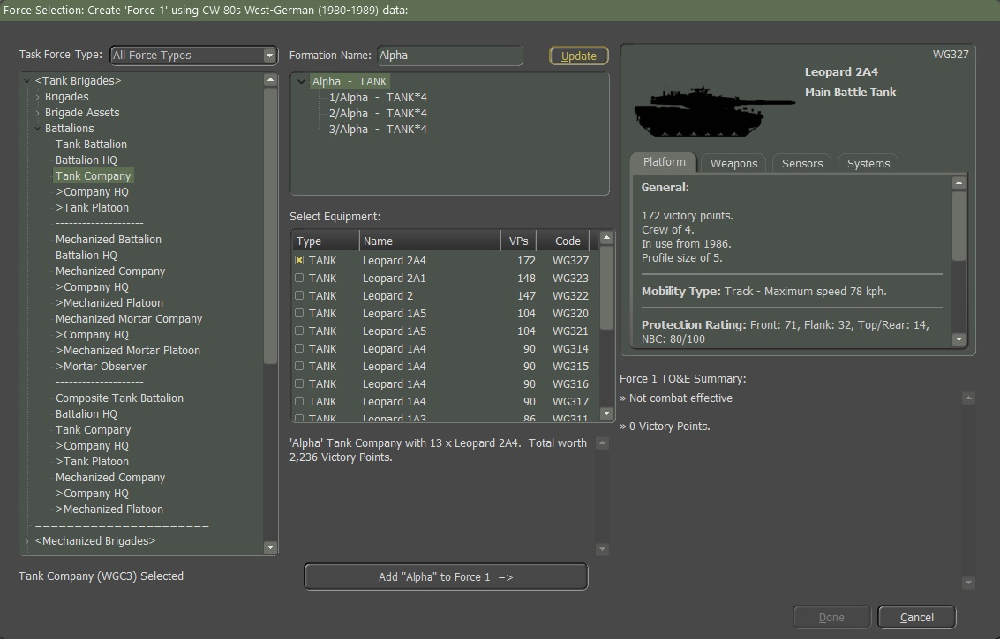 Force Selection: Create 'Force 1' using CW 80s West-German (1980-1989) data:
Task Force Type: All Force Types
<Tank Brigades>
Brigades
Brigade Assets
Battalions
Tank Battalion
Battalion HQ
Tank Company
>Company HQ
>Tank Platoon
--------------------
Mechanized Battalion
Battalion HQ
Mechanized Company
>Company HQ
>Mechanized Platoon
Mechanized Mortar Company
>Company HQ
>Mechanized Mortar Platoon
>Mortar Observer
--------------------
Composite Tank Battalion
Battalion HQ
Tank Company
>Company HQ
>Tank Platoon
Mechanized Company
>Company HQ
>Mechanized Platoon
=======================
<Mechanized Brigades>
Tank Company (WGC3) Selected
Formation Name: Alpha Update
Alpha - TANK
1/Alpha - TANK*4
2/Alpha - TANK*4
3/Alpha - TANK*4
Select Equipment:
Type Name VPs Code
TANK Leopard 2A4 172 WG327
TANK Leopard 2A1 148 WG323
TANK Leopard 2 147 WG322
TANK Leopard 1A5 104 WG320
TANK Leopard 1A5 104 WG321
TANK Leopard 1A4 90 WG314
TANK Leopard 1A4 90 WG315
TANK Leopard 1A4 90 WG316
TANK Leopard 1A4 90 WG317
TANK Leopard 1A3 86 WG311
'Alpha' Tank Company with 13 x Leopard 2A4. Total worth
2,236 Victory Points.
Add "Alpha" to Force 1 =>
WG327
Leopard 2A4
Main Battle Tank
Platform Weapons Sensors Systems
General:
172 victory points.
Crew of 4.
In use from 1986.
Profile size of 5.
Mobility Type: Track - Maximum speed 78 kph.
Protection Rating: Front: 71, Flank: 32, Top/Rear: 14,
NBC: 80/100
Force 1 TO&E Summary:
» Not combat effective
» 0 Victory Points.
Done Cancel